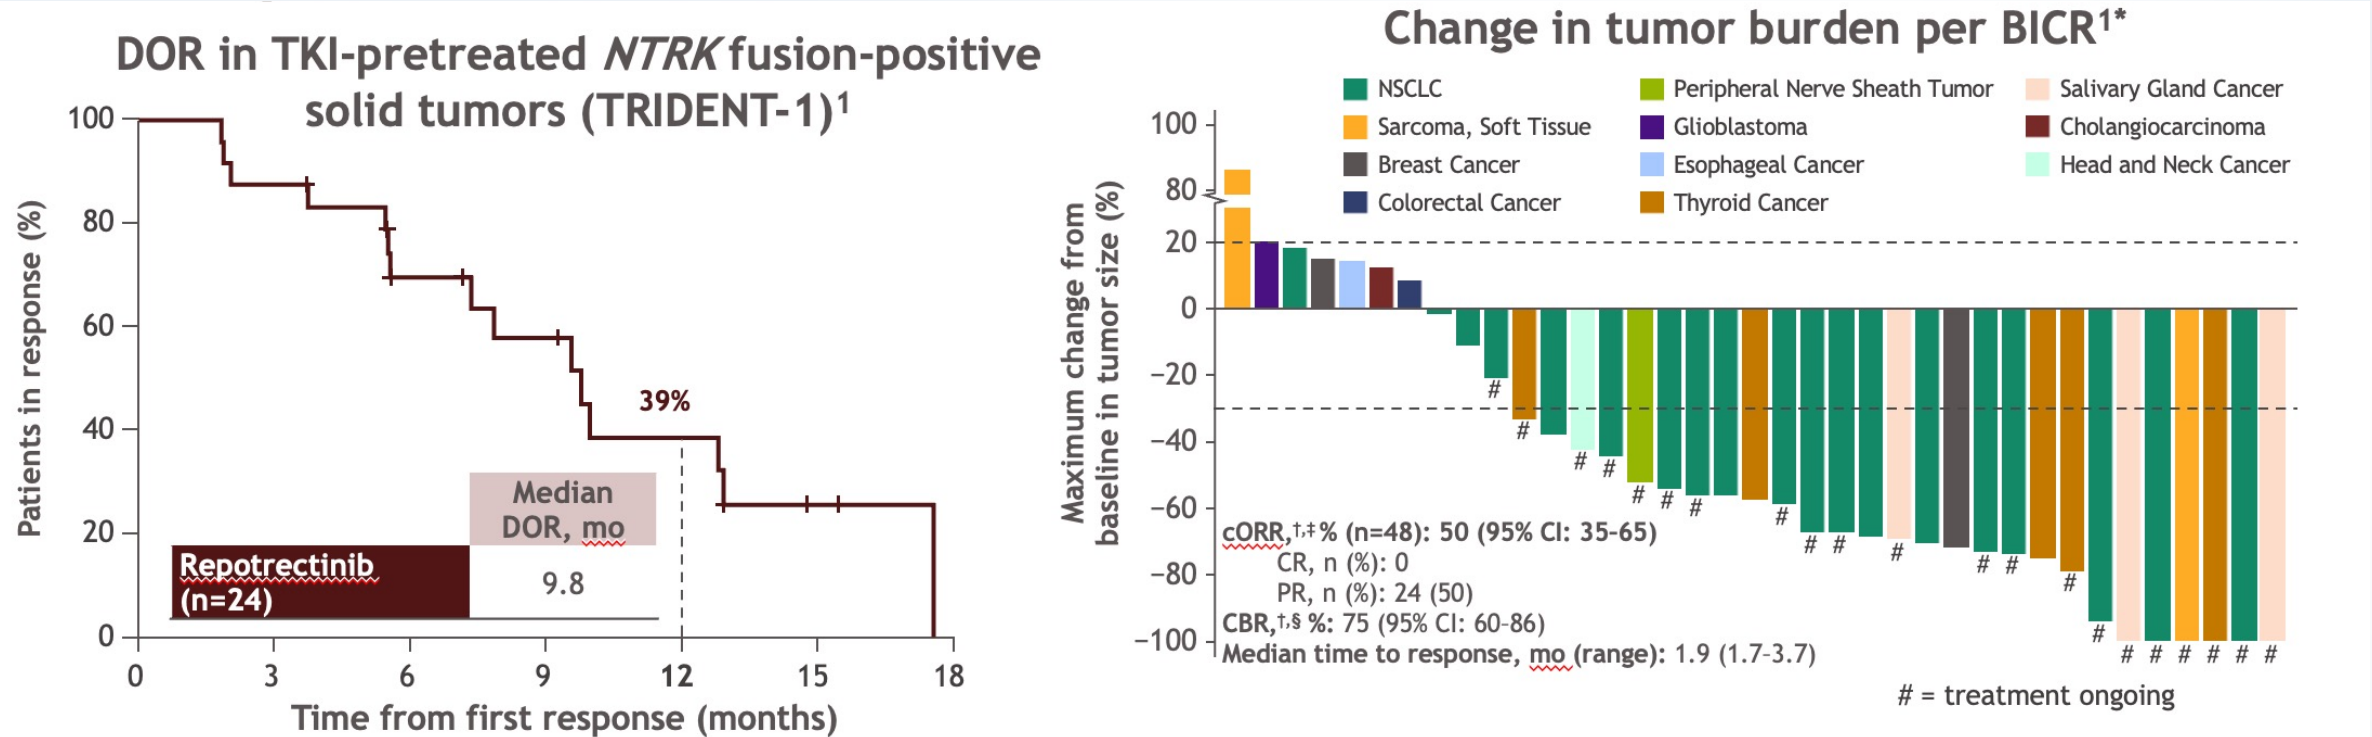 DOR in TKI-pretreated NTRK fusion-positive
solid tumors (TRIDENT-1)1
Patients in response (%)
100
80
60
40
20
0
39%
Median
DOR, mo
Repotrectinib
(n=24)
9.8
0 3 6 9 12 15 18
Time from first response (months)
Change in tumor burden per BICR1*
NSCLC
Sarcoma, Soft Tissue
Breast Cancer
Colorectal Cancer
Peripheral Nerve Sheath Tumor
Glioblastoma
Esophageal Cancer
Thyroid Cancer
Salivary Gland Cancer
Cholangiocarcinoma
Head and Neck Cancer
Maximum change from
baseline in tumor size (%)
100
80
20
0
−20
−40
−60
−80
−100
# # # # # # # # # # # # # # # # # # # # # #
cORR,†,‡ % (n=48): 50 (95% CI: 35–65)
CR, n (%): 0
PR, n (%): 24 (50)
CBR,†,§ %: 75 (95% CI: 60–86)
Median time to response, mo (range): 1.9 (1.7–3.7)
# = treatment ongoing